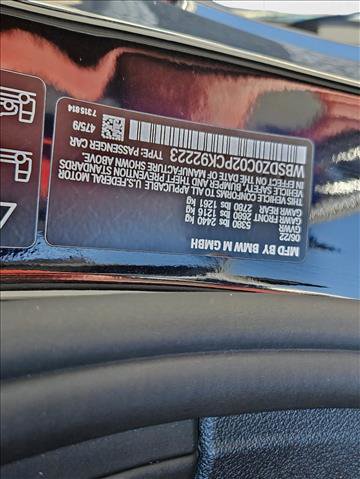 MFD BY BMW M GMBH
06/22
GVWR 5380 lbs 2440 kg
GAWR FRONT 2680 lbs 1216 kg
GAWR REAR 2780 lbs 1261 kg
THIS VEHICLE CONFORMS TO ALL APPLICABLE U.S. FEDERAL MOTOR
VEHICLE SAFETY, BUMPER AND THEFT PREVENTION STANDARDS
IN EFFECT ON THE DATE OF MANUFACTURE SHOWN ABOVE.
WBSDZ0C02PCK92223 TYPE: PASSENGER CAR
475/9
7318814